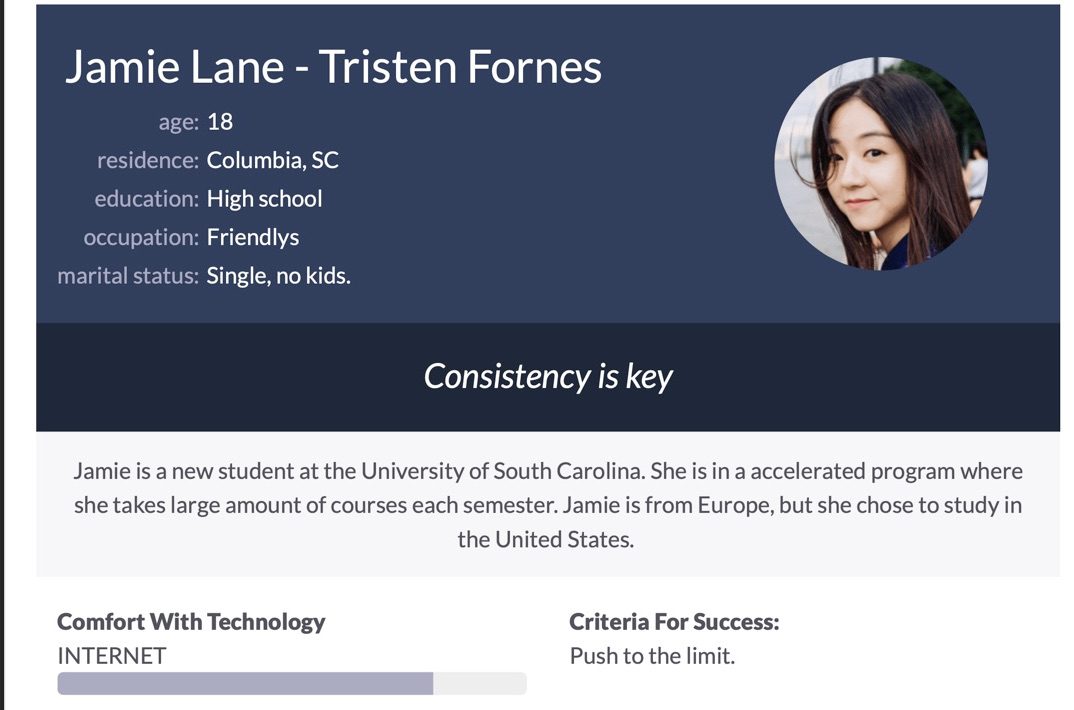 Jamie Lane - Tristen Fornes
age: 18
residence: Columbia, SC
education: High school
occupation: Friendlys
marital status: Single, no kids.
Consistency is key
Jamie is a new student at the University of South Carolina. She is in a accelerated program where
she takes large amount of courses each semester. Jamie is from Europe, but she chose to study in
the United States.
Comfort With Technology
INTERNET
Criteria For Success:
Push to the limit.